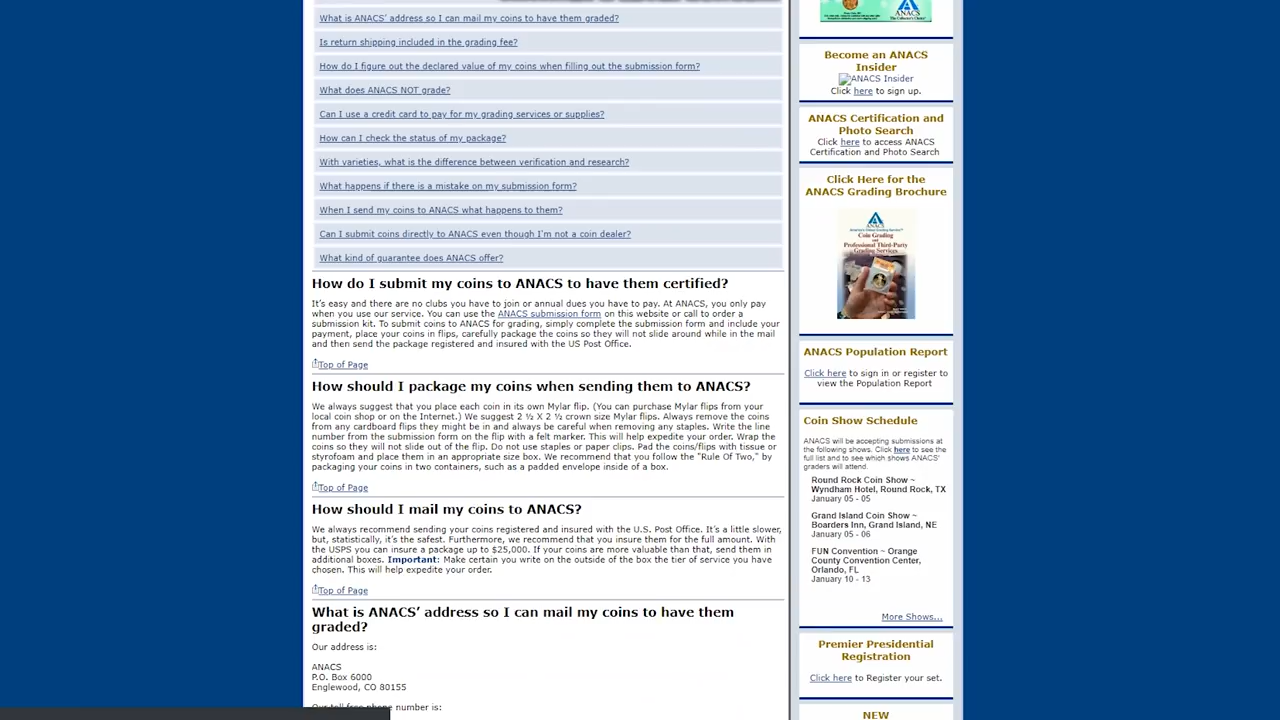 What is ANACS' address so I can mail my coins to have them graded?
Is return shipping included in the grading fee?
How do I figure out the declared value of my coins when filling out the submission form?
What does ANACS NOT grade?
Can I use a credit card to pay for my grading services or supplies?
How can I check the status of my package?
With varieties, what is the difference between verification and research?
What happens if there is a mistake on my submission form?
When I send my coins to ANACS what happens to them?
Can I submit coins directly to ANACS even though I'm not a coin dealer?
What kind of guarantee does ANACS offer?
How do I submit my coins to ANACS to have them certified?
It's easy and there are no clubs you have to join or annual dues you have to pay. At ANACS, you only pay
when you use our service. You can use the ANACS submission form on this website or call to order a
submission kit. To submit coins to ANACS for grading, simply complete the submission form and include your
payment, place your coins in flips, carefully package the coins so they will not slide around while in the mail
and then send the package registered and insured with the US Post Office.
Top of Page
How should I package my coins when sending them to ANACS?
We always suggest that you place each coin in its own Mylar flip. (You can purchase Mylar flips from your
local coin shop or on the Internet.) We suggest 2 ½ X 2 ½ crown size Mylar flips. Always remove the coins
from any cardboard flips they might be in and always be careful when removing any staples. Write the line
number from the submission form on the flip with a felt marker. This will help expedite your order. Wrap the
coins so they will not slide out of the flip. Do not use staples or paper clips. Pad the coins/flips with tissue or
styrofoam and place them in an appropriate size box. We recommend that you follow the "Rule Of Two," by
packaging your coins in two containers, such as a padded envelope inside of a box.
Top of Page
How should I mail my coins to ANACS?
We always recommend sending your coins registered and insured with the U.S. Post Office. It's a little slower,
but, statistically, it's the safest. Furthermore, we recommend that you insure them for the full amount. With
the USPS you can insure a package up to $25,000. If your coins are more valuable than that, send them in
additional boxes. Important: Make certain you write on the outside of the box the tier of service you have
chosen. This will help expedite your order.
Top of Page
What is ANACS' address so I can mail my coins to have them
graded?
Our address is:
ANACS
P.O. Box 6000
Englewood, CO 80155
Our toll free phone number is:
ANACS
Become an ANACS
Insider
ANACS Insider
Click here to sign up.
ANACS Certification and
Photo Search
Click here to access ANACS
Certification and Photo Search
Click Here for the
ANACS Grading Brochure
ANACS
Coin Grading
and
Professional Third-Party
Grading Services
ANACS Population Report
Click here to sign in or register to
view the Population Report
Coin Show Schedule
ANACS will be accepting submissions at
the following shows. Click here to see the
full list and to see which shows ANACS'
graders will attend.
Round Rock Coin Show ~
Wyndham Hotel, Round Rock, TX
January 05 - 05
Grand Island Coin Show ~
Boarders Inn, Grand Island, NE
January 05 - 06
FUN Convention ~ Orange
County Convention Center,
Orlando, FL
January 10 - 13
More Shows...
Premier Presidential
Registration
Click here to Register your set.
NEW